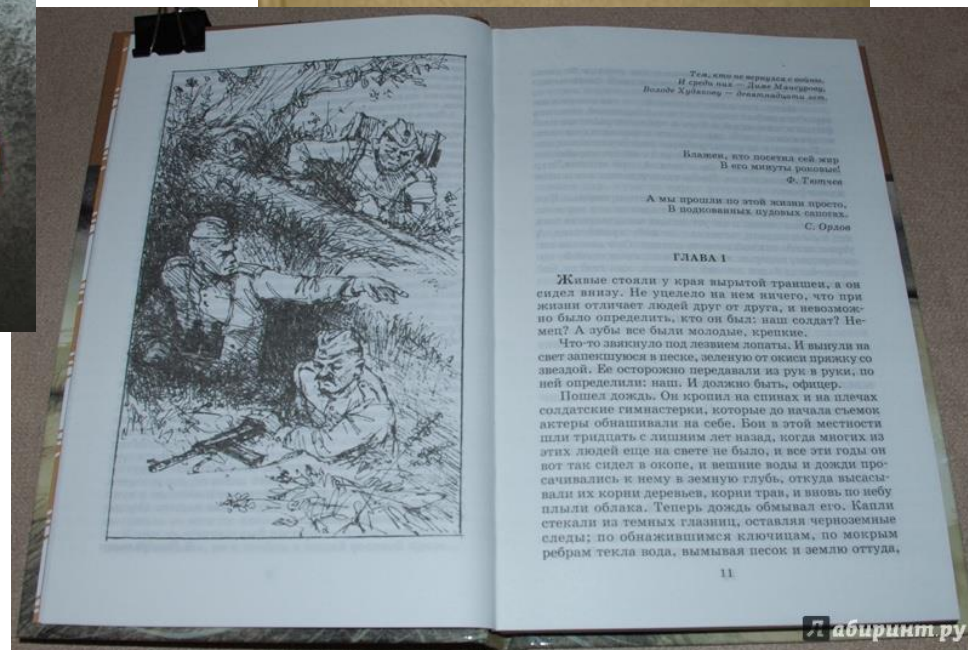 Тем, кто не вернулся с войны.
И среди них — Диме Мансурову,
Володе Худякову — девятнадцати лет.
Блажен, кто посетил сей мир
В его минуты роковые!
Ф. Тютчев
А мы прошли по этой жизни просто,
В подкованных пудовых сапогах.
С. Орлов
ГЛАВА 1
Живые стояли у края вырытой траншеи, а он
сидел внизу. Не уцелело на нем ничего, что при
жизни отличает людей друг от друга, и невозмож-
но было определить, кто он был: наш солдат? Не-
мец? А зубы все были молодые, крепкие.
Что-то звякнуло под лезвием лопаты. И вынули на
свет запекшуюся в песке, зеленую от окиси пряжку со
звездой. Ее осторожно передавали из рук в руки, по
ней определили: наш. И должно быть, офицер.
Пошел дождь. Он кропил на спинах и на плечах
солдатские гимнастерки, которые до начала съемок
актеры обнашивали на себе. Бои в этой местности
шли тридцать с лишним лет назад, когда многих из
этих людей еще на свете не было, и все эти годы он
вот так сидел в окопе, и вешние воды и дожди про-
сачивались к нему в земную глубь, откуда высасы-
вали их корни деревьев, корни трав, и вновь по небу
плыли облака. Теперь дождь обмывал его. Капли
стекали из темных глазниц, оставляя черноземные
следы; по обнажившимся ключицам, по мокрым
ребрам текла вода, вымывая песок и землю оттуда,
11
Лабиринт.ру